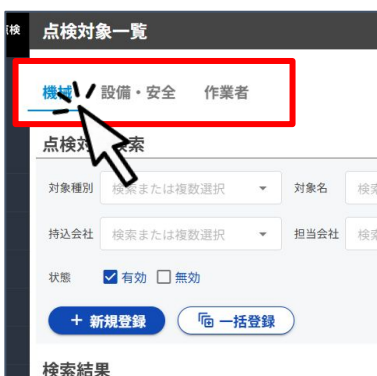 検
点検対象一覧
機械 設備・安全 作業者
点検対 検索
対象種別 検索または複数選択 対象名 検索
持込会社 検索または複数選択 担当会社 検索
状態 有効 無効
+ 新規登録 一括登録
検索結果